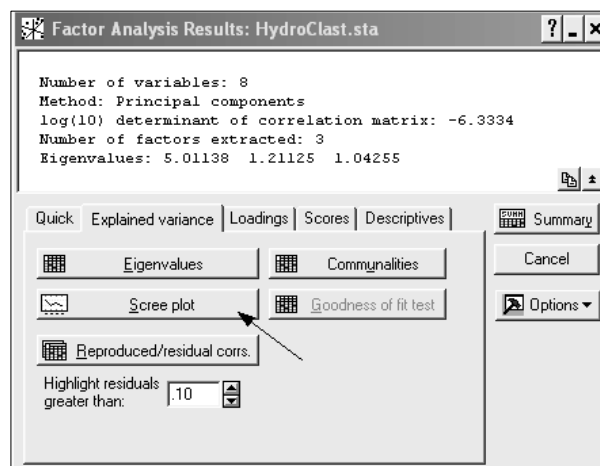 Factor Analysis Results: HydroClast.sta
Number of variables: 8
Method: Principal components
log(10) determinant of correlation matrix: -6.3334
Number of factors extracted: 3
Eigenvalues: 5.01138 1.21125 1.04255
Quick Explained variance Loadings Scores Descriptives
Summary
Eigenvalues Communalities
Cancel
Scree plot Goodness of fit test
Options
Reproduced/residual corrs.
Highlight residuals
greater than: .10